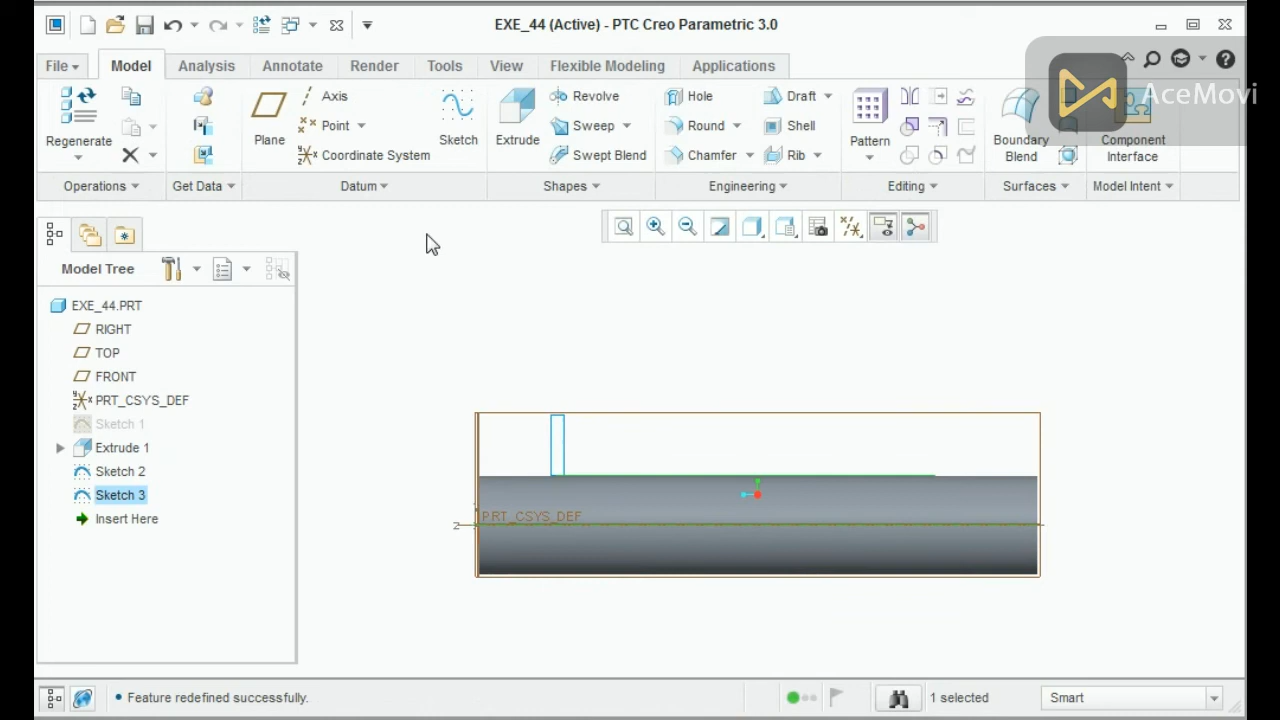 EXE_44 (Active) - PTC Creo Parametric 3.0
File Model Analysis Annotate Render Tools View Flexible Modeling Applications
AceMovi
Regenerate
Plane
Axis
Point
Coordinate System
Sketch
Extrude
Revolve
Sweep
Swept Blend
Hole
Round
Chamfer
Draft
Shell
Rib
Pattern
Boundary
Blend
Component
Interface
Operations Get Data Datum Shapes Engineering Editing Surfaces Model Intent
Model Tree
EXE_44.PRT
RIGHT
TOP
FRONT
PRT_CSYS_DEF
Sketch 1
Extrude 1
Sketch 2
Sketch 3
Insert Here
PRT_CSYS_DEF
Z
Feature redefined successfully.
1 selected
Smart